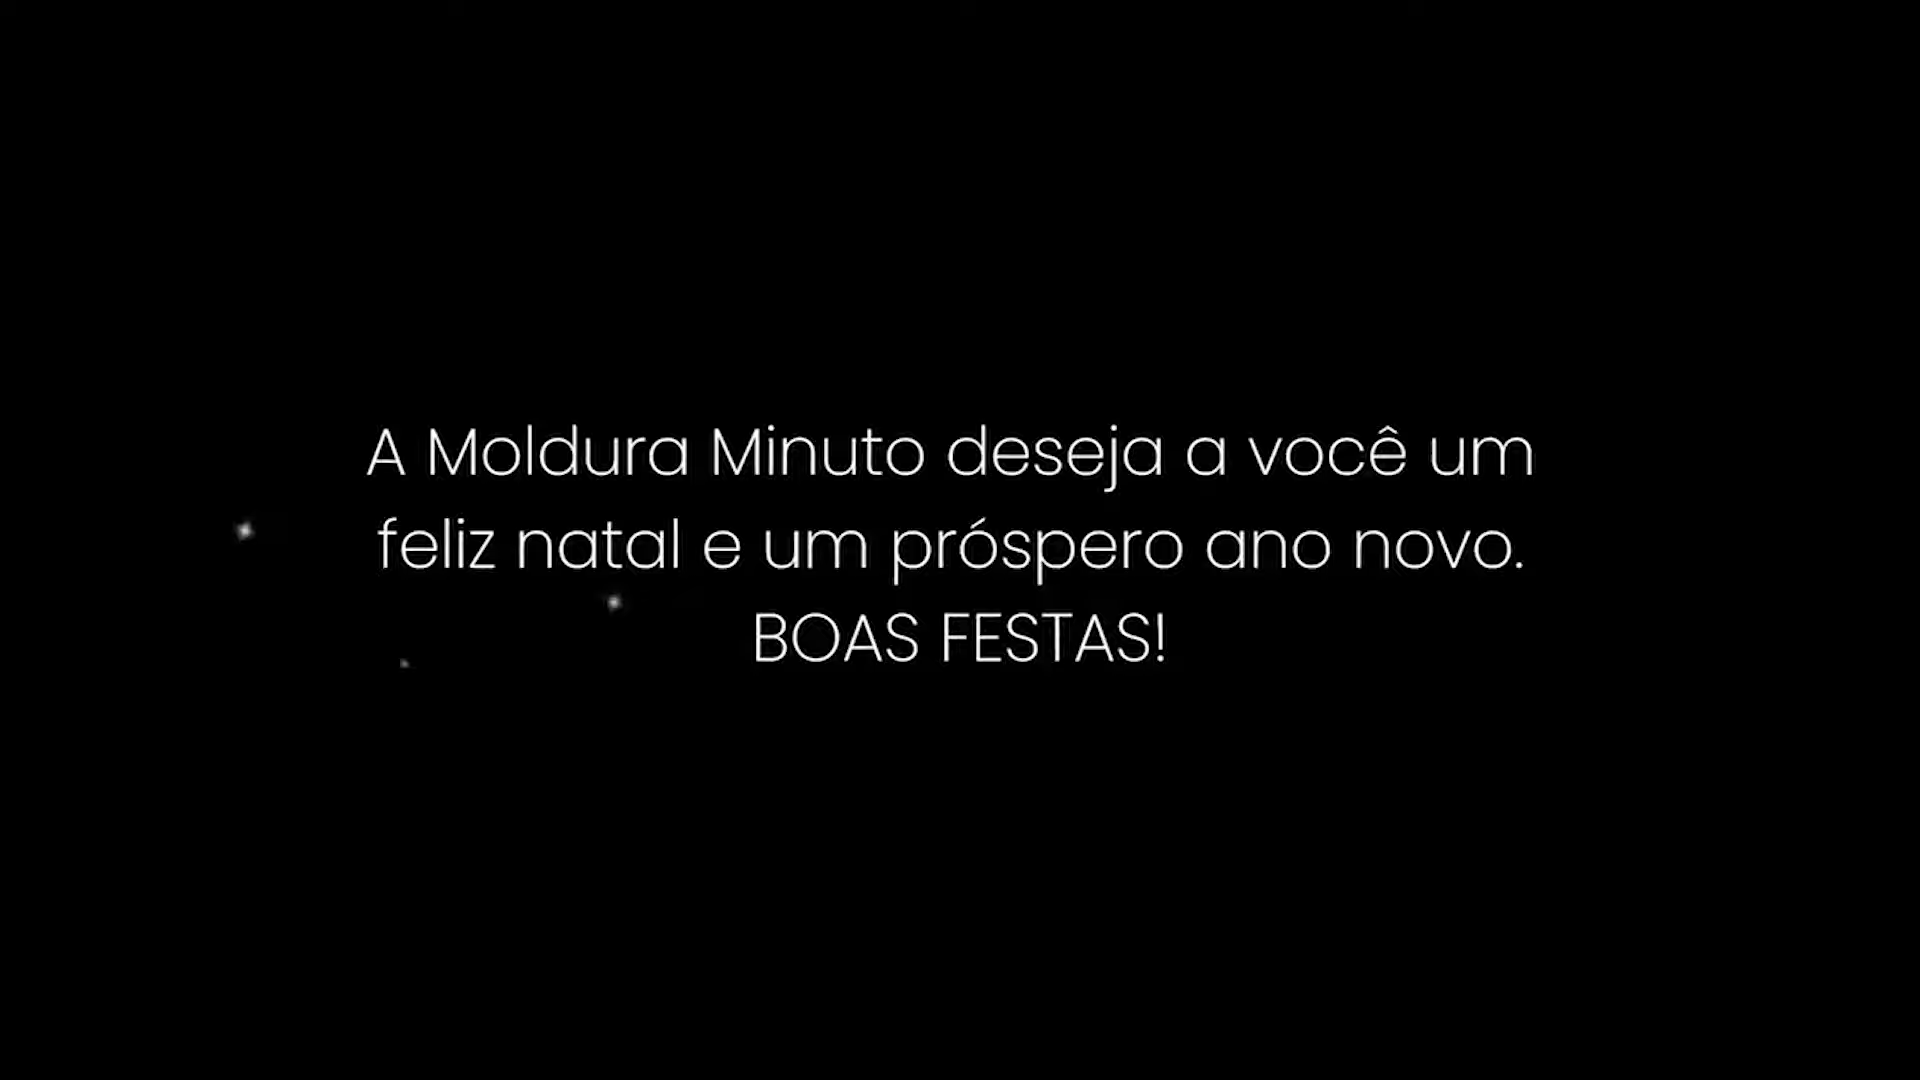 A Moldura Minuto deseja a você um
feliz natal e um próspero ano novo.
BOAS FESTAS!